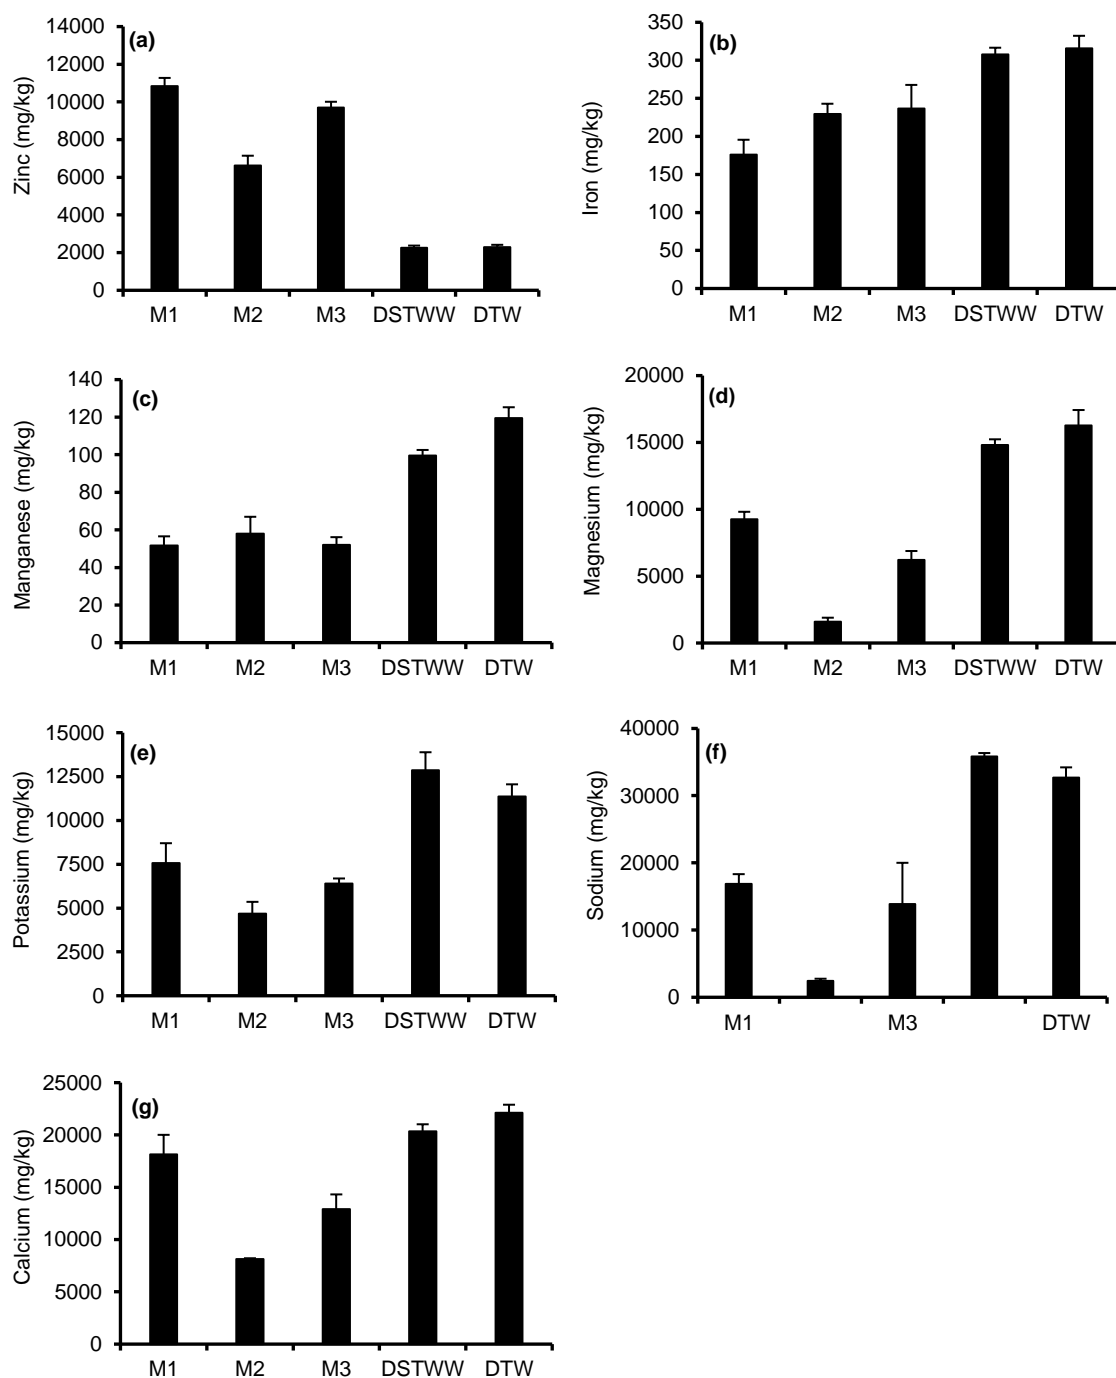 (a)
Zinc (mg/kg)
14000
12000
10000
8000
6000
4000
2000
0
M1 M2 M3 DSTWW DTW
(b)
Iron (mg/kg)
350
300
250
200
150
100
50
0
M1 M2 M3 DSTWW DTW
(c)
Manganese (mg/kg)
140
120
100
80
60
40
20
0
M1 M2 M3 DSTWW DTW
(d)
Magnesium (mg/kg)
20000
15000
10000
5000
0
M1 M2 M3 DSTWW DTW
(e)
Potassium (mg/kg)
15000
12500
10000
7500
5000
2500
0
M1 M2 M3 DSTWW DTW
(f)
Sodium (mg/kg)
40000
30000
20000
10000
0
M1 M3 DTW
(g)
Calcium (mg/kg)
25000
20000
15000
10000
5000
0
M1 M2 M3 DSTWW DTW